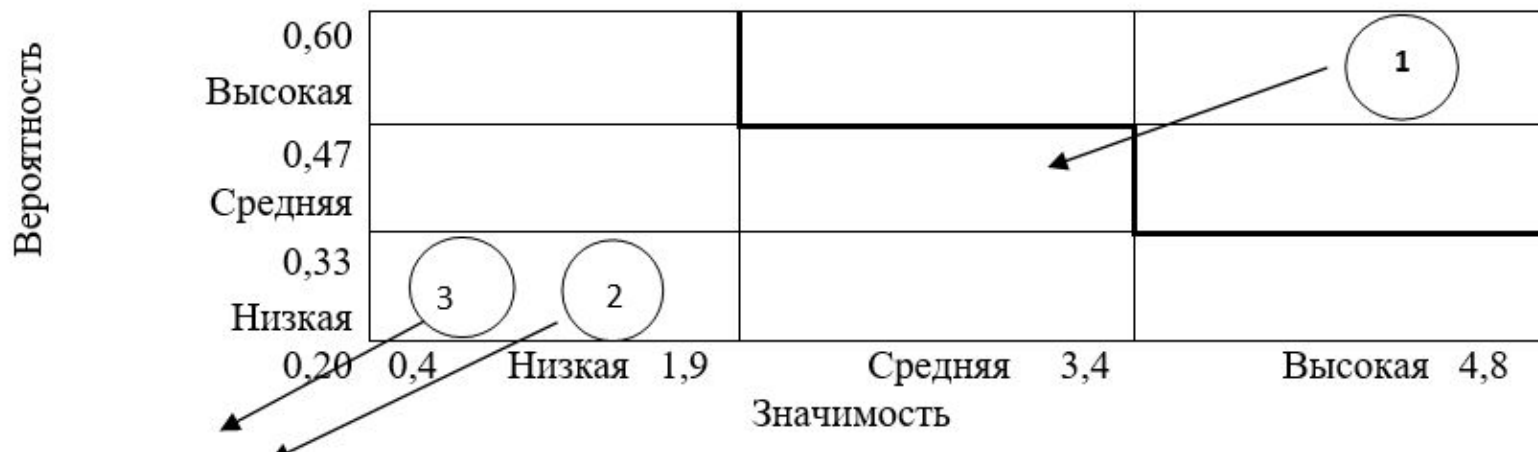 Вероятность
0,60
Высокая
1
0,47
Средняя
0,33
Низкая
3
2
0,20 0,4 Низкая 1,9 Средняя 3,4 Высокая 4,8
Значимость